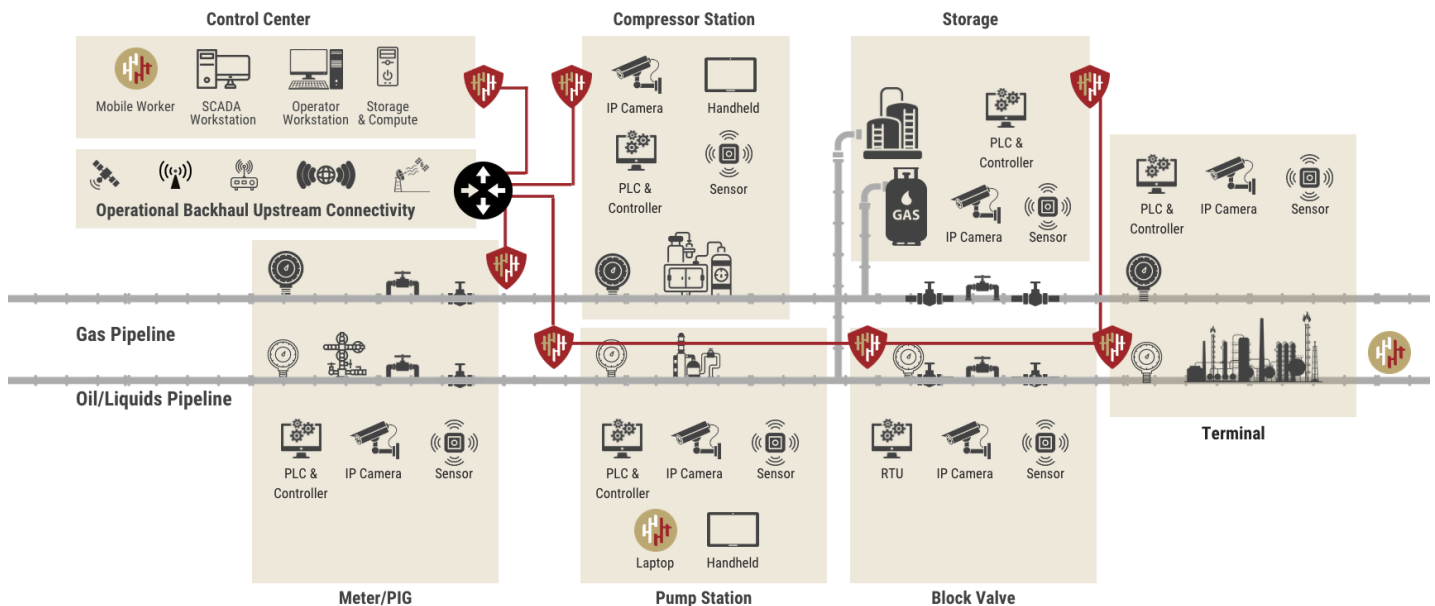 Control Center
Compressor Station
Storage
Mobile Worker
SCADA
Workstation
Operator
Workstation
Storage
& Compute
Operational Backhaul Upstream Connectivity
IP Camera
Handheld
PLC &
Controller
Sensor
PLC &
Controller
GAS
IP Camera
Sensor
PLC &
Controller
IP Camera
Sensor
Gas Pipeline
Oil/Liquids Pipeline
Terminal
PLC &
Controller
IP Camera
Sensor
PLC &
Controller
IP Camera
Sensor
Laptop
Handheld
RTU
IP Camera
Sensor
Meter/PIG
Pump Station
Block Valve